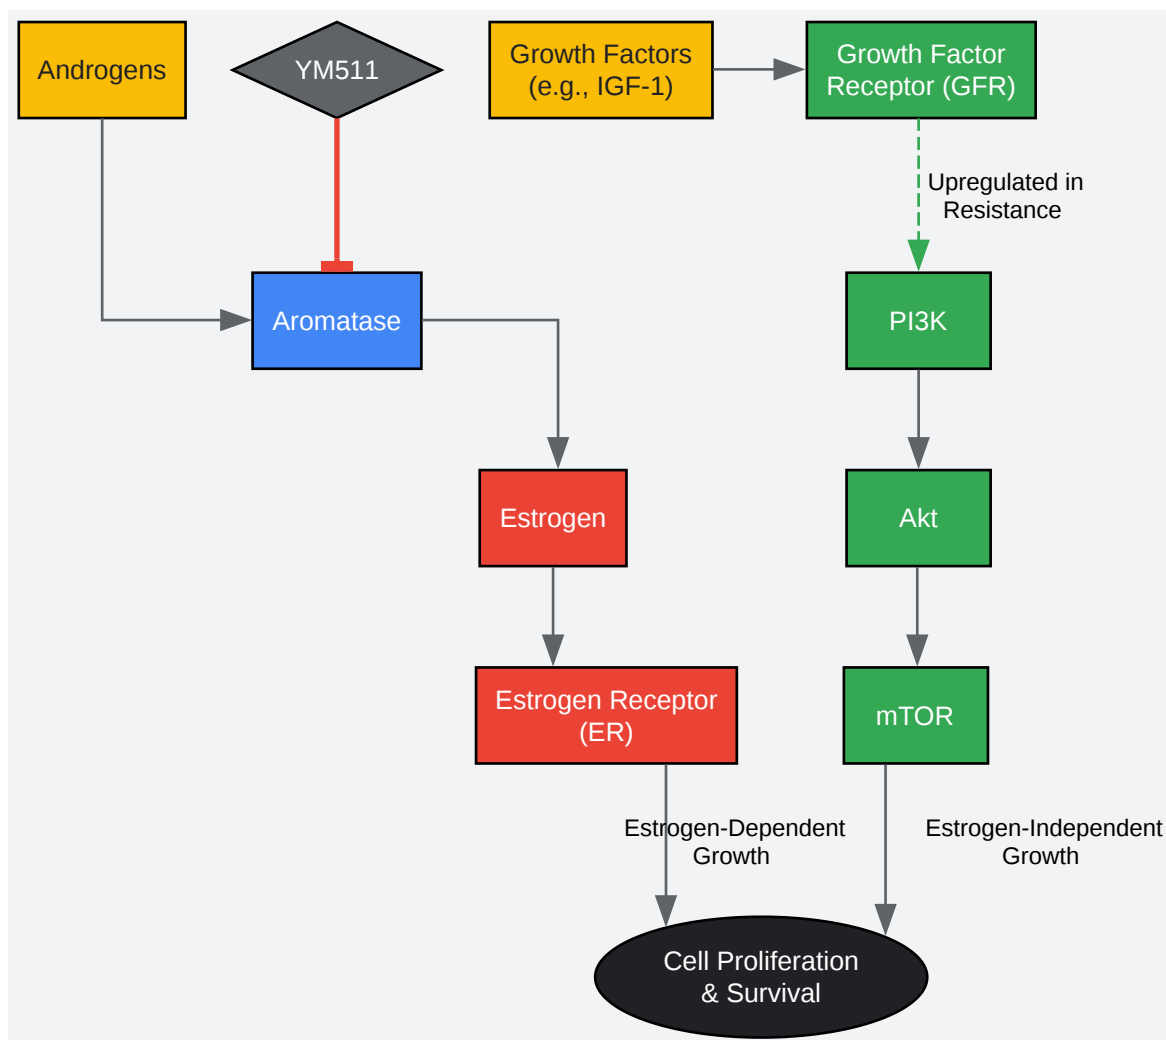 Androgens
YM511
Growth Factors
(e.g., IGF-1)
Growth Factor
Receptor (GFR)
Upregulated in
Resistance
Aromatase
PI3K
Estrogen
Akt
Estrogen Receptor
(ER)
mTOR
Estrogen-Dependent
Growth
Estrogen-Independent
Growth
Cell Proliferation
& Survival